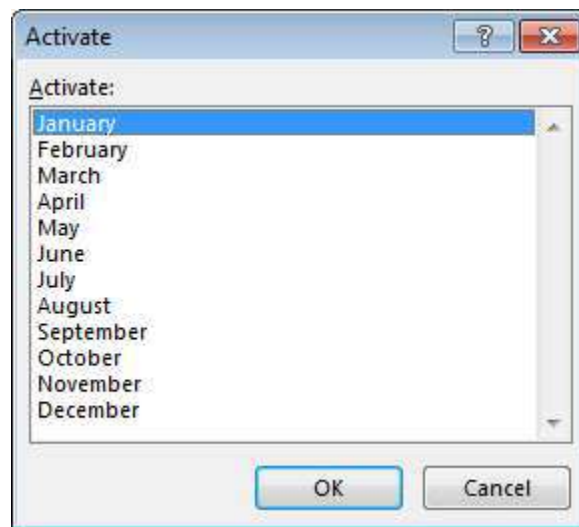 Activate
Activate:
January
February
March
April
May
June
July
August
September
October
November
December
OK Cancel